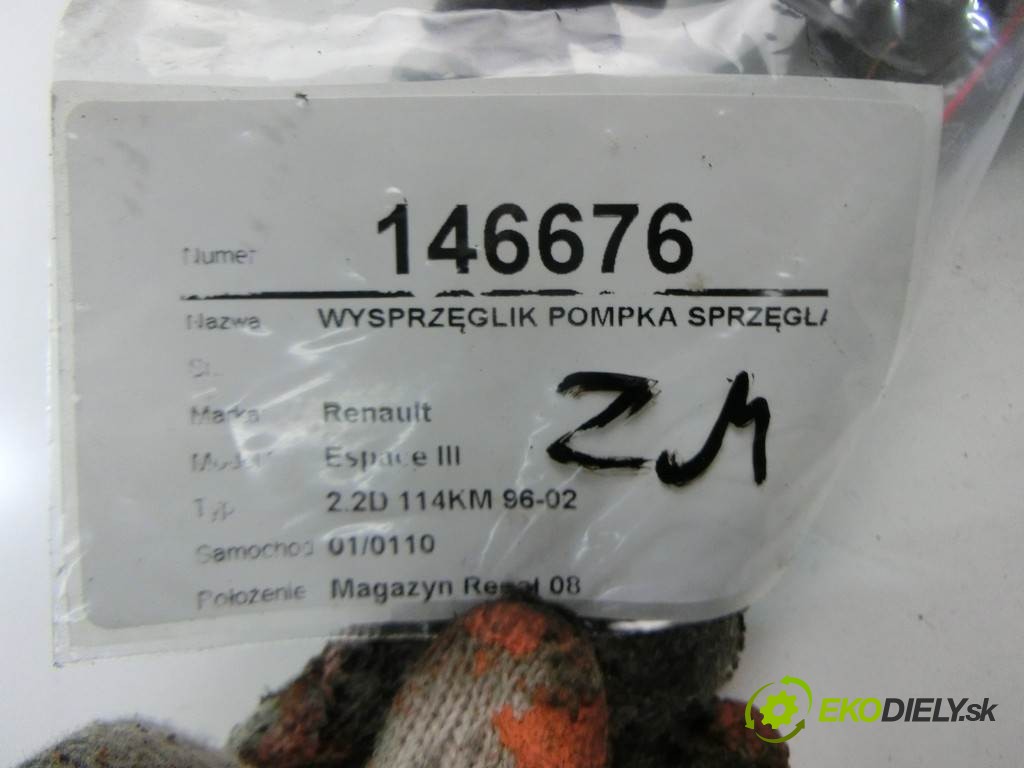 Numer 146676
Nazwa WYSPRZĘGLIK POMPKA SPRZĘGŁA
Marka Renault
Model Espace III
Typ 2.2D 114KM 96-02
Samochód 01/0110
Położenie Magazyn Regał 08
ZM
EKODIELY.sk